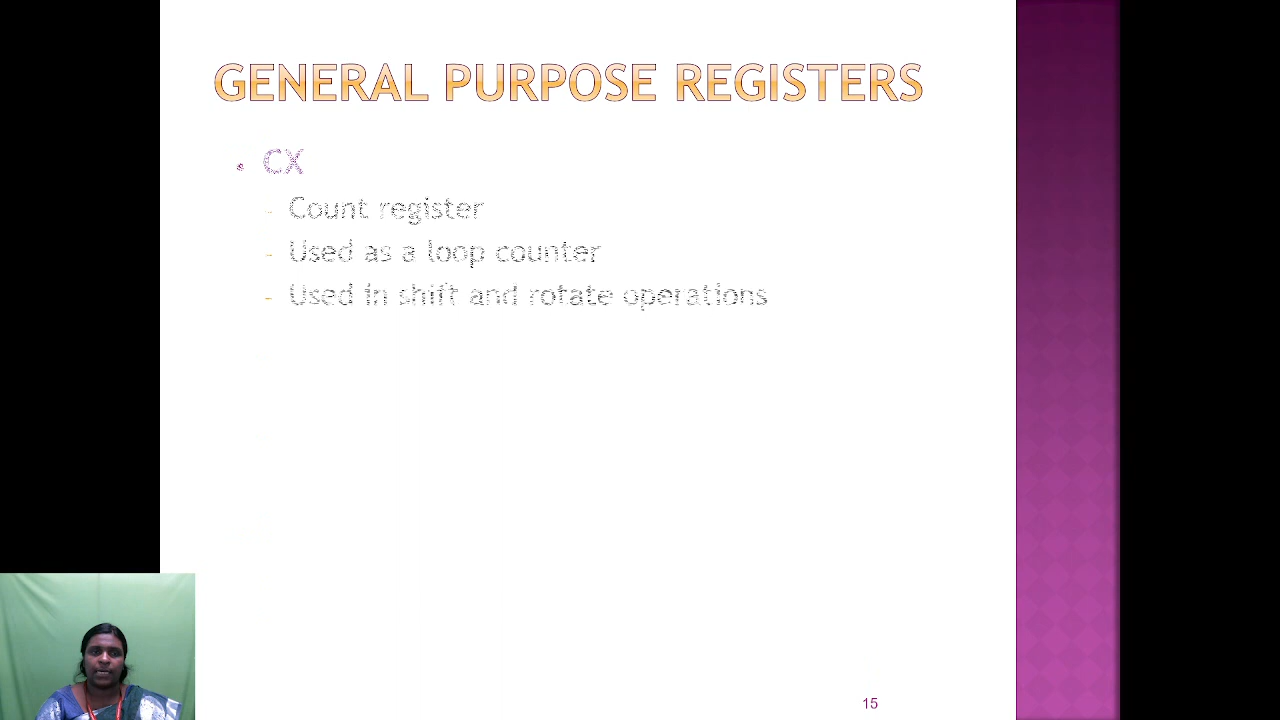 GENERAL PURPOSE REGISTERS
• CX
- Count register
- Used as a loop counter
- Used in shift and rotate operations
15